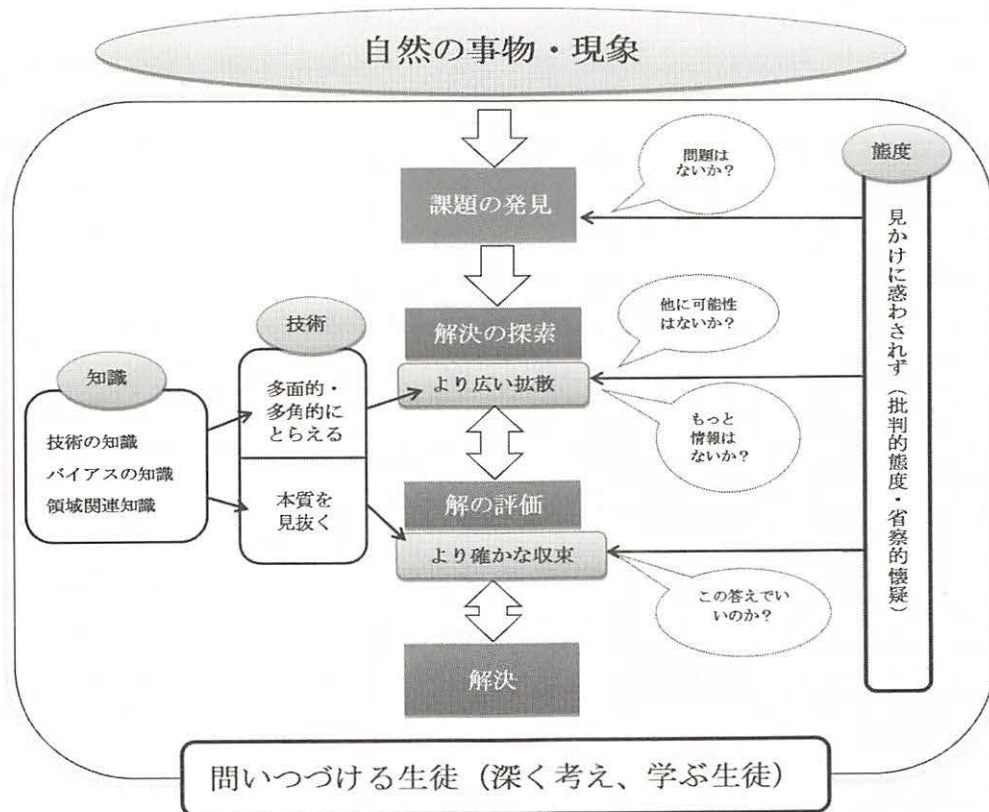 自然の事物・現象
問題は
ないか?
態度
課題の発見
見かけに惑わされず(批判的態度・省察的懐疑)
他に可能性
はないか?
技術
解決の探索
知識
より広い拡散
多面的・
多角的に
とらえる
技術の知識
バイアスの知識
領域関連知識
もっと
情報は
ないか?
本質を
見抜く
解の評価
より確かな収束
この答えでい
いのか?
解決
問いつづける生徒(深く考え、学ぶ生徒)